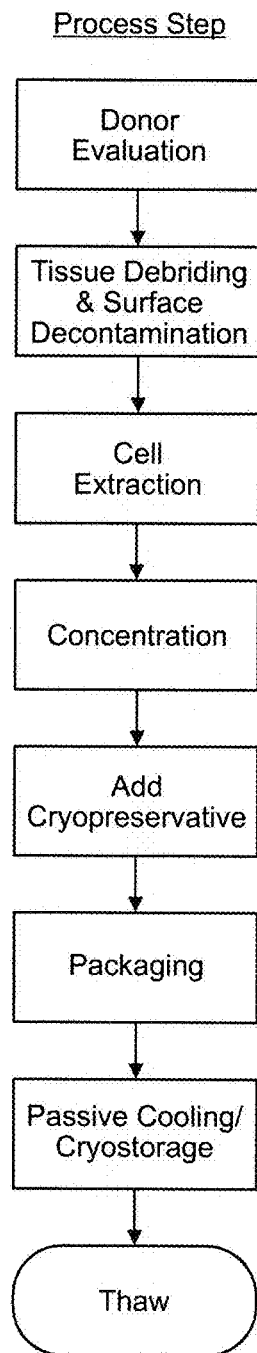 Process Step
Donor
Evaluation
Tissue Debriding
& Surface
Decontamination
Cell
Extraction
Concentration
Add
Cryopreservative
Packaging
Passive Cooling/
Cryostorage
Thaw